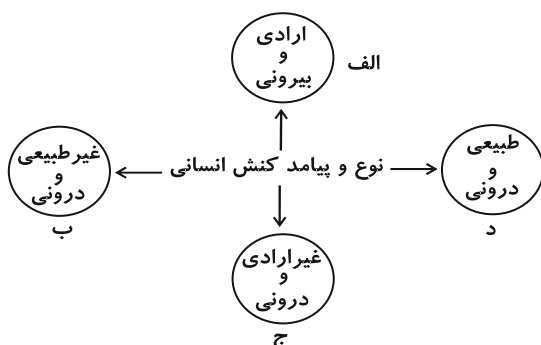 ارادی
و
بیرونی
الف
نوع و پیامد کنش انسانی
طبیعی
و
درونی
د
غیرطبیعی
و
درونی
ب
غیرارادی
و
درونی
ج